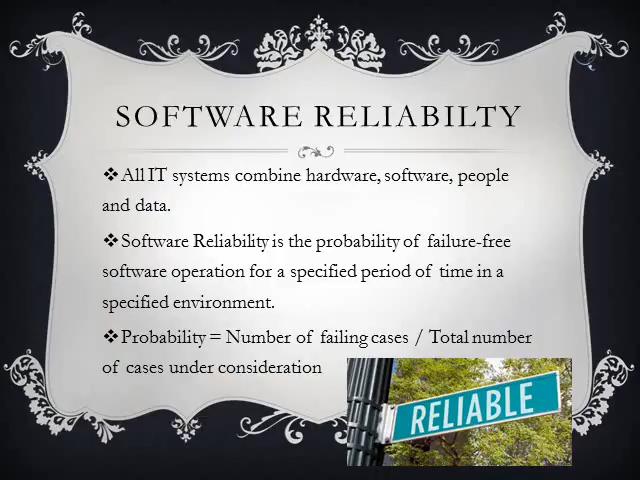 SOFTWARE RELIABILTY
❖All IT systems combine hardware, software, people
and data.
❖Software Reliability is the probability of failure-free
software operation for a specified period of time in a
specified environment.
❖Probability = Number of failing cases / Total number
of cases under consideration
RELIABLE